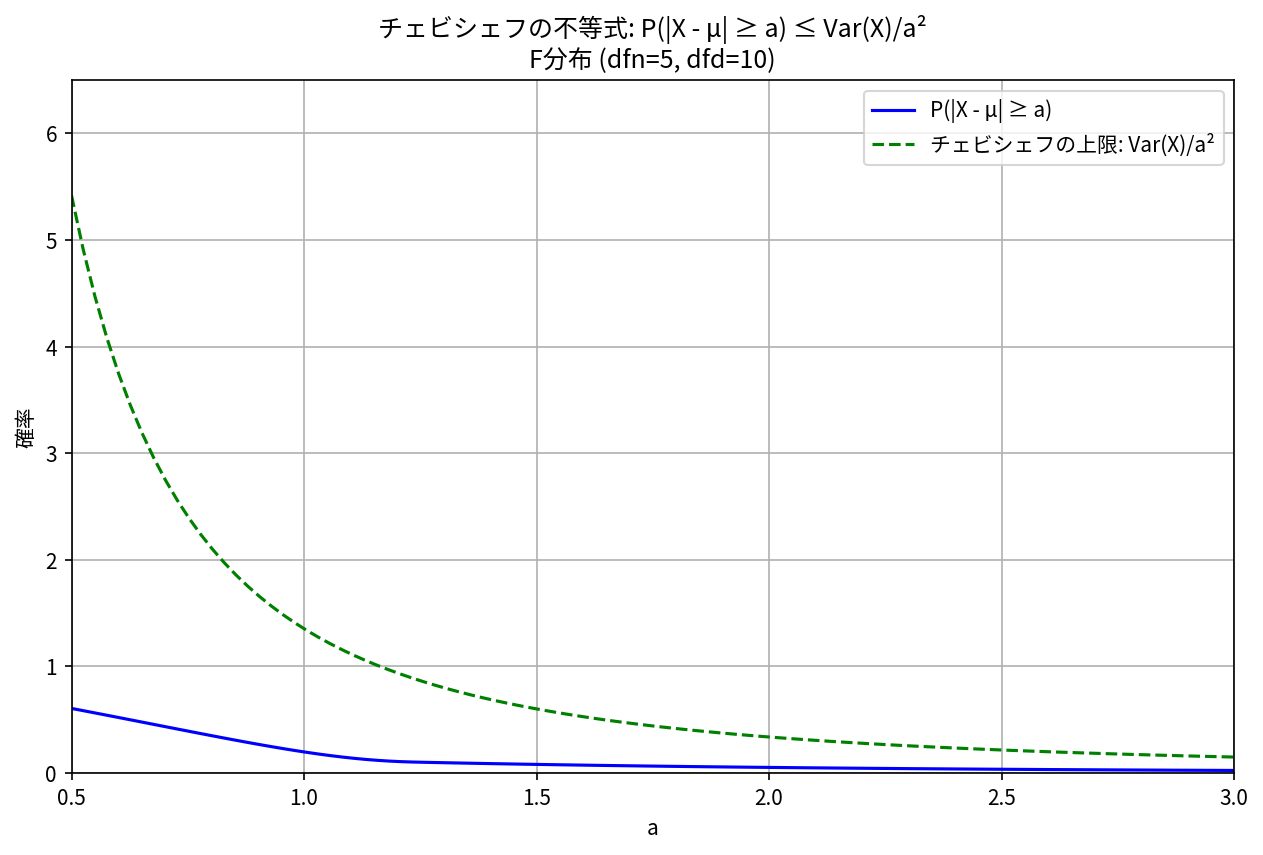 チェビシェフの不等式: P(|X - μ| ≥ a) ≤ Var(X)/a²
F分布 (dfn=5, dfd=10)
P(|X - μ| ≥ a)
チェビシェフの上限: Var(X)/a²
6
5
4
3
2
1
0
確率
0.5
1.0
1.5
2.0
2.5
3.0
a